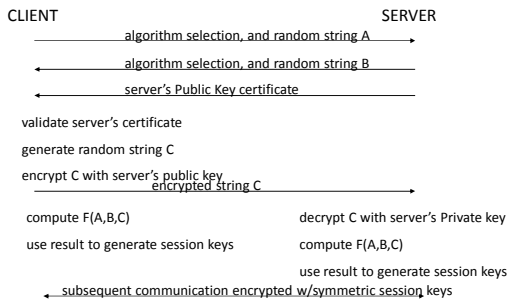 CLIENT SERVER
algorithm selection, and random string A
algorithm selection, and random string B
server's Public Key certificate
validate server's certificate
generate random string C
encrypt C with server's public key
encrypted string C
compute F(A,B,C) decrypt C with server's Private key
use result to generate session keys compute F(A,B,C)
use result to generate session keys
subsequent communication encrypted w/symmetric session keys